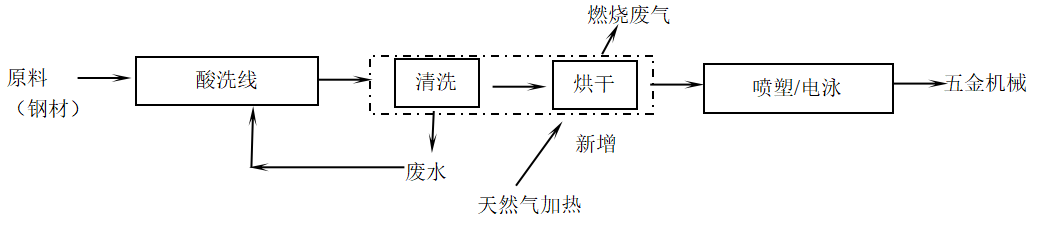 燃烧废气
原料
（钢材）
酸洗线
清洗
烘干
喷塑/电泳
五金机械
新增
废水
天然气加热